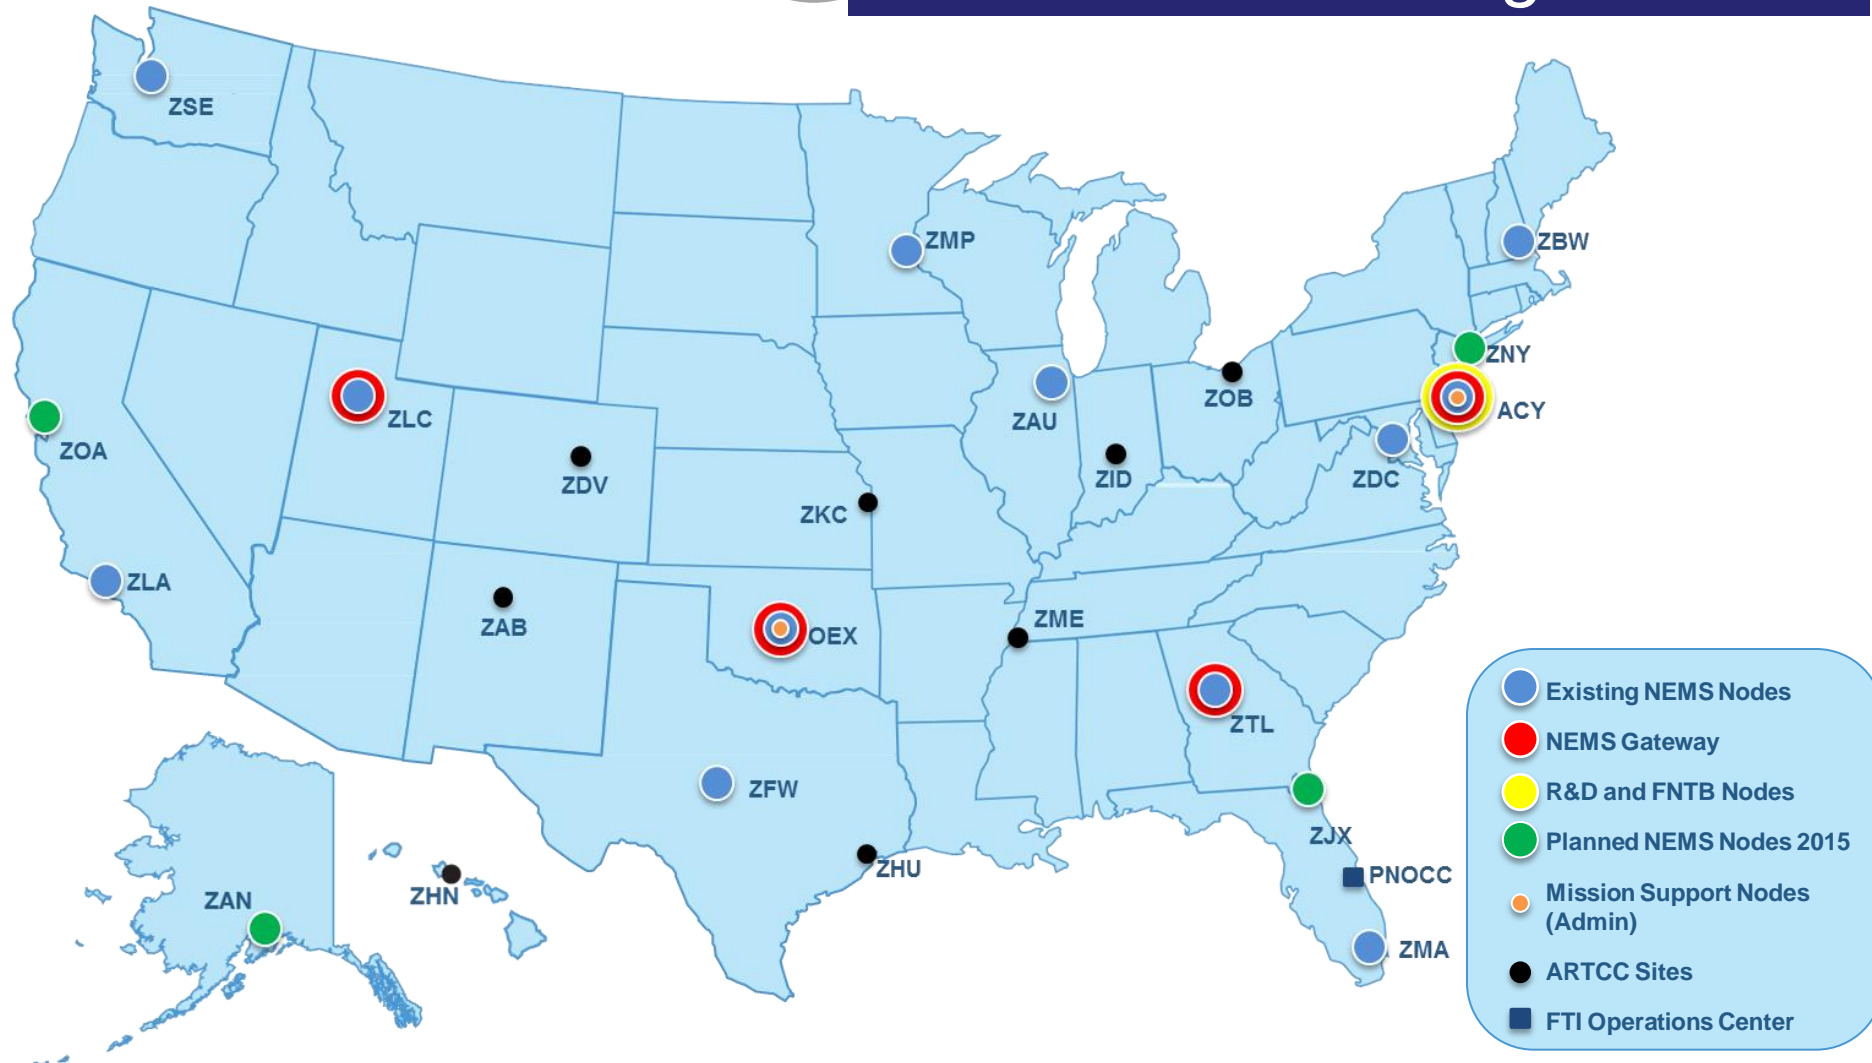 ZSE
ZMP
ZBW
ZNY
ZOB
ACY
ZLC
ZAU
ZOA
ZDV
ZID
ZDC
ZKC
ZLA
ZAB
OEX
ZME
ZTL
ZFW
ZJX
ZHU
PNOCC
ZHN
ZAN
ZMA
Existing NEMS Nodes
NEMS Gateway
R&D and FNTB Nodes
Planned NEMS Nodes 2015
Mission Support Nodes
(Admin)
ARTCC Sites
FTI Operations Center